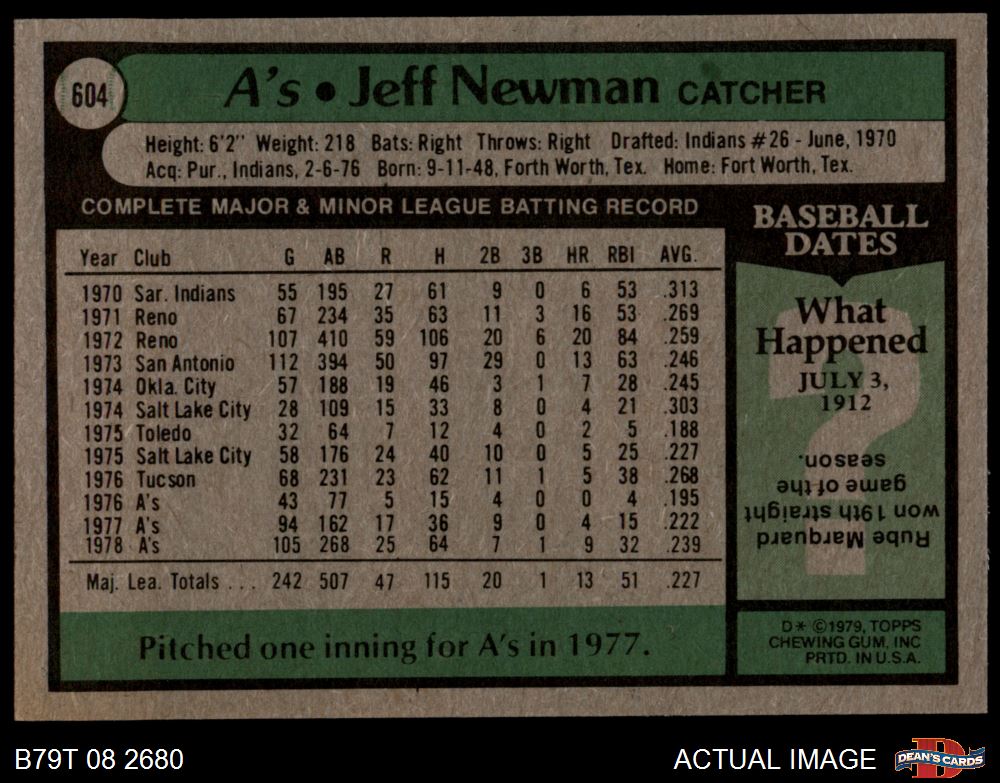 604
A's • Jeff Newman CATCHER
Height: 6'2" Weight: 218 Bats: Right Throws: Right Drafted: Indians #26 - June, 1970
Acq: Pur., Indians, 2-6-76 Born: 9-11-48, Forth Worth, Tex. Home: Fort Worth, Tex.
COMPLETE MAJOR & MINOR LEAGUE BATTING RECORD
Year Club G AB R H 2B 3B HR RBI AVG.
1970 Sar. Indians 55 195 27 61 9 0 6 53 .313
1971 Reno 67 234 35 63 11 3 16 53 .269
1972 Reno 107 410 59 106 20 6 20 84 .259
1973 San Antonio 112 394 50 97 29 0 13 63 .246
1974 Okla. City 57 188 19 46 3 1 7 28 .245
1974 Salt Lake City 28 109 15 33 8 0 4 21 .303
1975 Toledo 32 64 7 12 4 0 2 5 .188
1975 Salt Lake City 58 176 24 40 10 0 5 25 .227
1976 Tucson 68 231 23 62 11 1 5 38 .268
1976 A's 43 77 5 15 4 0 0 4 .195
1977 A's 94 162 17 36 9 0 4 15 .222
1978 A's 105 268 25 64 7 1 9 32 .239
Maj. Lea. Totals ... 242 507 47 115 20 1 13 51 .227
Pitched one inning for A's in 1977.
BASEBALL
DATES
What
Happened
JULY 3,
1912
?
Rube Marquard
won 19th straight
game of the
season.
D* ©1979, TOPPS
CHEWING GUM, INC
PRTD. IN U.S.A.
B79T 08 2680
ACTUAL IMAGE
D
DEAN'S CARDS